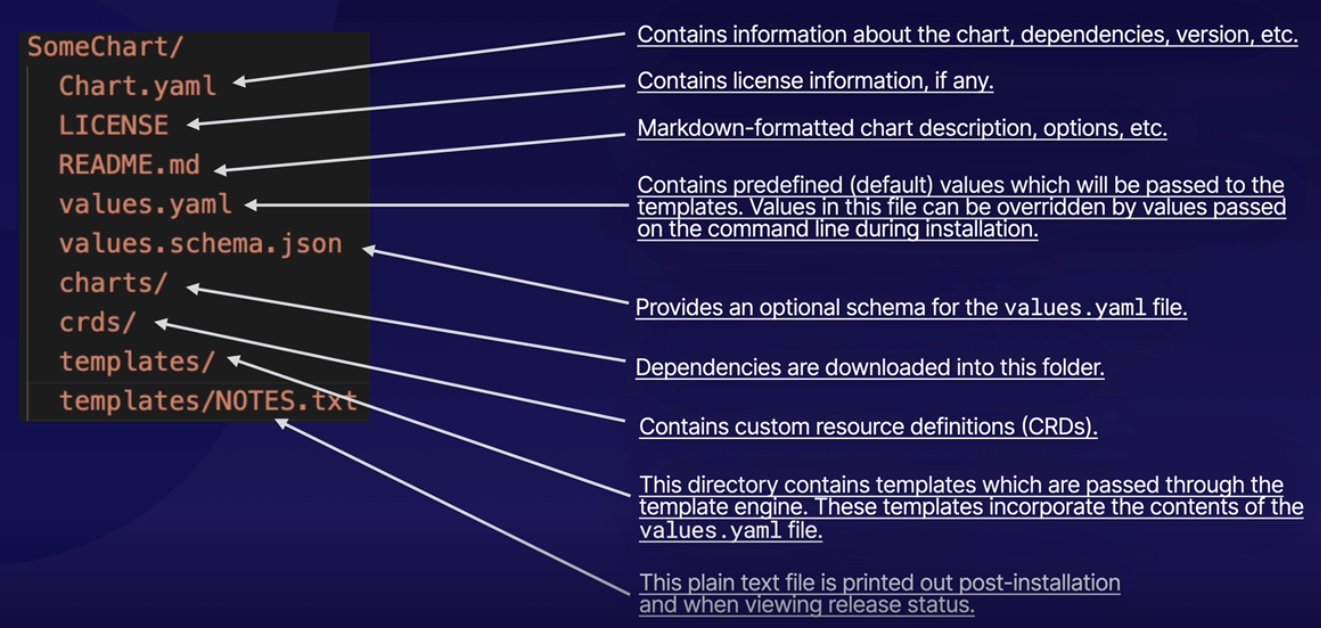 SomeChart/
Chart.yaml
LICENSE
README.md
values.yaml
values.schema.json
charts/
crds/
templates/
templates/NOTES.txt
Contains information about the chart, dependencies, version, etc.
Contains license information, if any.
Markdown-formatted chart description, options, etc.
Contains predefined (default) values which will be passed to the
templates. Values in this file can be overridden by values passed
on the command line during installation.
Provides an optional schema for the values.yaml file.
Dependencies are downloaded into this folder.
Contains custom resource definitions (CRDs).
This directory contains templates which are passed through the
template engine. These templates incorporate the contents of the
values.yaml file.
This plain text file is printed out post-installation
and when viewing release status.